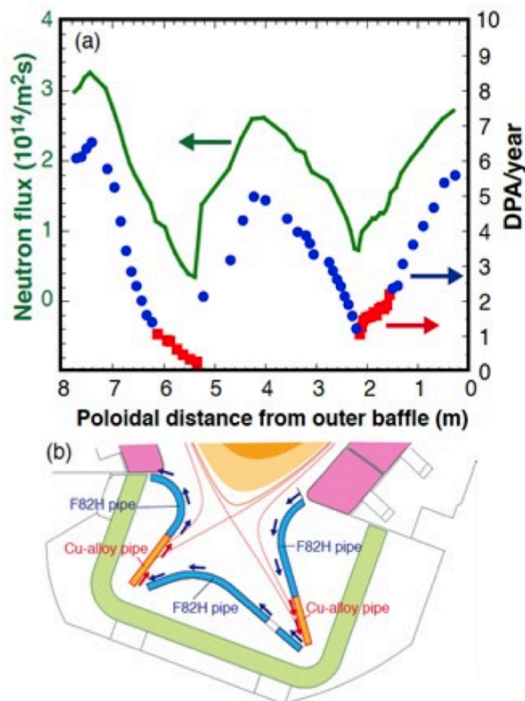 (a)
Neutron flux (10¹⁴/m²s)
4
3
2
1
0
10
9
8
7
6
5
4
3
2
1
0
DPA/year
8 7 6 5 4 3 2 1 0
Poloidal distance from outer baffle (m)
(b)
F82H pipe
Cu-alloy pipe
F82H pipe
F82H pipe
Cu-alloy pipe